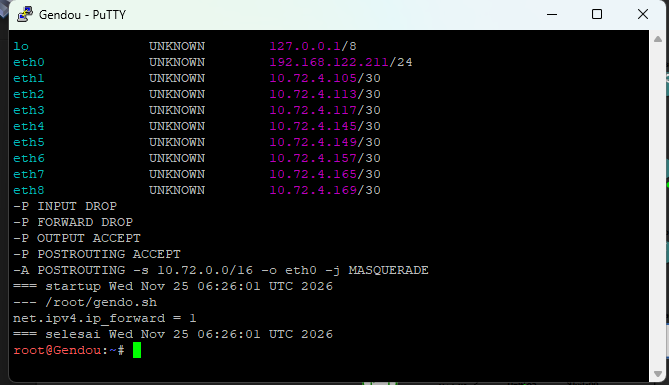 Gendou - PuTTY
lo UNKNOWN 127.0.0.1/8
eth0 UNKNOWN 192.168.122.211/24
eth1 UNKNOWN 10.72.4.105/30
eth2 UNKNOWN 10.72.4.113/30
eth3 UNKNOWN 10.72.4.117/30
eth4 UNKNOWN 10.72.4.145/30
eth5 UNKNOWN 10.72.4.149/30
eth6 UNKNOWN 10.72.4.157/30
eth7 UNKNOWN 10.72.4.165/30
eth8 UNKNOWN 10.72.4.169/30
-P INPUT DROP
-P FORWARD DROP
-P OUTPUT ACCEPT
-P POSTROUTING ACCEPT
-A POSTROUTING -s 10.72.0.0/16 -o eth0 -j MASQUERADE
=== startup Wed Nov 25 06:26:01 UTC 2026
--- /root/gendo.sh
net.ipv4.ip_forward = 1
=== selesai Wed Nov 25 06:26:01 UTC 2026
root@Gendou:~#